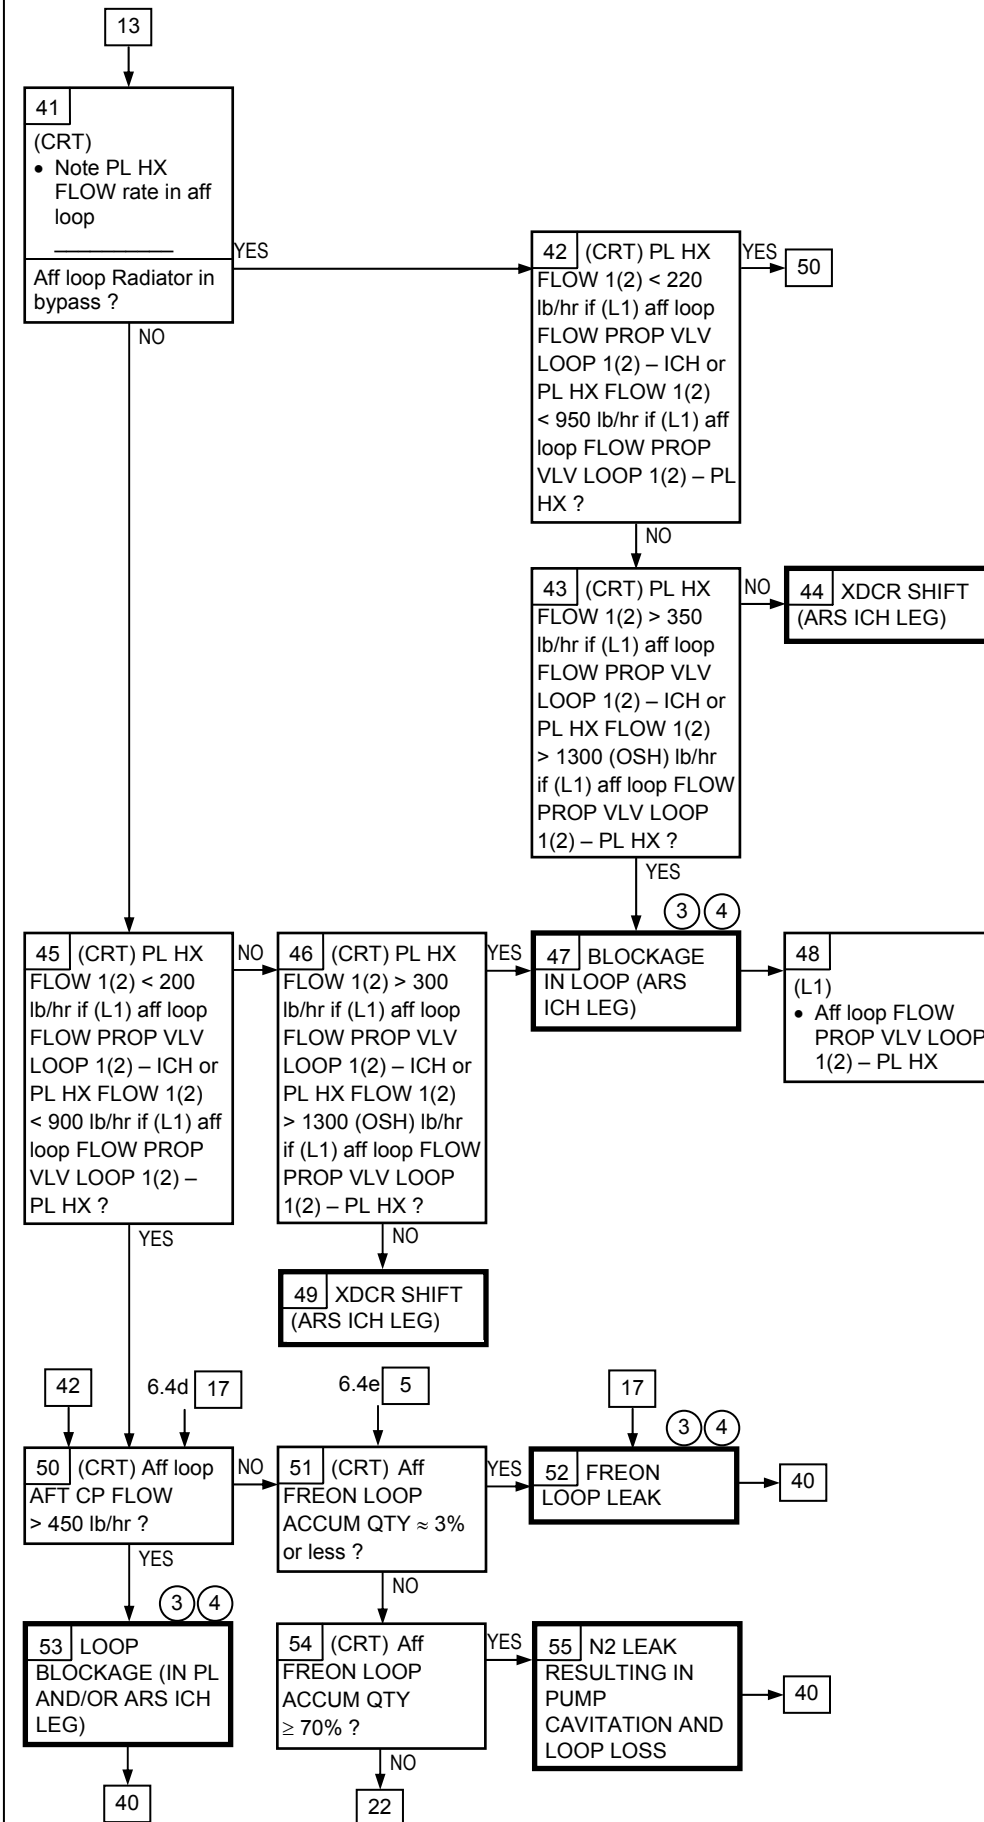 13
41
(CRT)
• Note PL HX
FLOW rate in aff
loop
__________
Aff loop Radiator in
bypass ?
YES
NO
42 (CRT) PL HX
FLOW 1(2) < 220
lb/hr if (L1) aff loop
FLOW PROP VLV
LOOP 1(2) – ICH or
PL HX FLOW 1(2)
< 950 lb/hr if (L1) aff
loop FLOW PROP
VLV LOOP 1(2) – PL
HX ?
YES
50
NO
43 (CRT) PL HX
FLOW 1(2) > 350
lb/hr if (L1) aff loop
FLOW PROP VLV
LOOP 1(2) – ICH or
PL HX FLOW 1(2)
> 1300 (OSH) lb/hr
if (L1) aff loop FLOW
PROP VLV LOOP
1(2) – PL HX ?
NO
44 XDCR SHIFT
(ARS ICH LEG)
YES
45 (CRT) PL HX
FLOW 1(2) < 200
lb/hr if (L1) aff loop
FLOW PROP VLV
LOOP 1(2) – ICH or
PL HX FLOW 1(2)
< 900 lb/hr if (L1) aff
loop FLOW PROP
VLV LOOP 1(2) –
PL HX ?
NO
YES
46 (CRT) PL HX
FLOW 1(2) > 300
lb/hr if (L1) aff loop
FLOW PROP VLV
LOOP 1(2) – ICH or
PL HX FLOW 1(2)
> 1300 (OSH) lb/hr
if (L1) aff loop FLOW
PROP VLV LOOP
1(2) – PL HX ?
YES
NO
3 4
47 BLOCKAGE
IN LOOP (ARS
ICH LEG)
48
(L1)
• Aff loop FLOW
PROP VLV LOOP
1(2) – PL HX
49 XDCR SHIFT
(ARS ICH LEG)
42
6.4d 17
50 (CRT) Aff loop
AFT CP FLOW
> 450 lb/hr ?
NO
YES
6.4e 5
51 (CRT) Aff
FREON LOOP
ACCUM QTY ≈ 3%
or less ?
YES
NO
17
3 4
52 FREON
LOOP LEAK
40
3 4
53 LOOP
BLOCKAGE (IN PL
AND/OR ARS ICH
LEG)
40
54 (CRT) Aff
FREON LOOP
ACCUM QTY
≥ 70% ?
YES
NO
22
55 N2 LEAK
RESULTING IN
PUMP
CAVITATION AND
LOOP LOSS
40